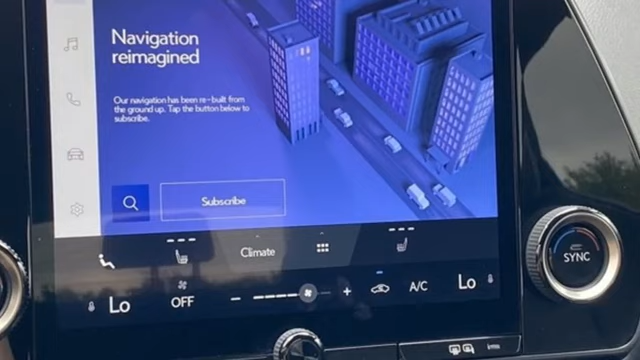 Navigation
reimagined
Our navigation has been re-built from
the ground up. Tap the button below to
subscribe.
Subscribe
Climate
Lo
OFF
A/C
Lo
SYNC